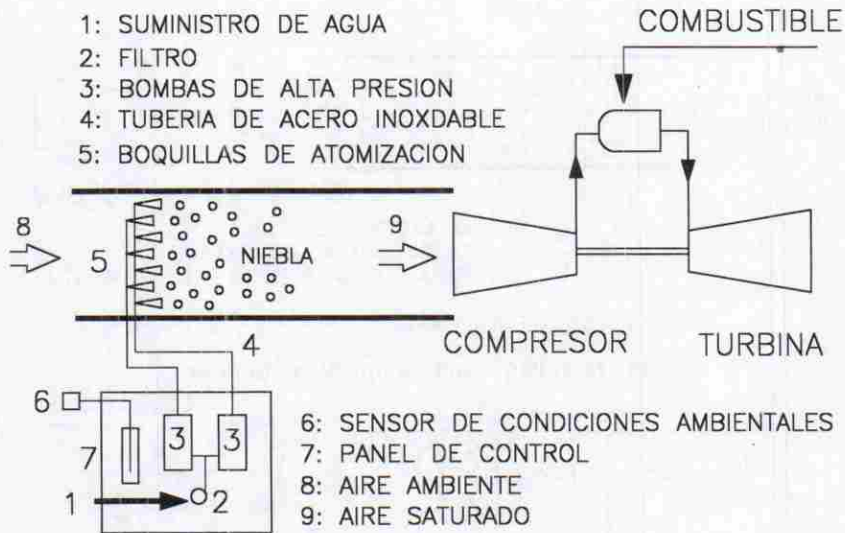 1: SUMINISTRO DE AGUA
2: FILTRO
3: BOMBAS DE ALTA PRESION
4: TUBERIA DE ACERO INOXDABLE
5: BOQUILLAS DE ATOMIZACION
COMBUSTIBLE
8
5
NIEBLA
9
4
COMPRESOR
TURBINA
6
7
3
3
1
2
6: SENSOR DE CONDICIONES AMBIENTALES
7: PANEL DE CONTROL
8: AIRE AMBIENTE
9: AIRE SATURADO